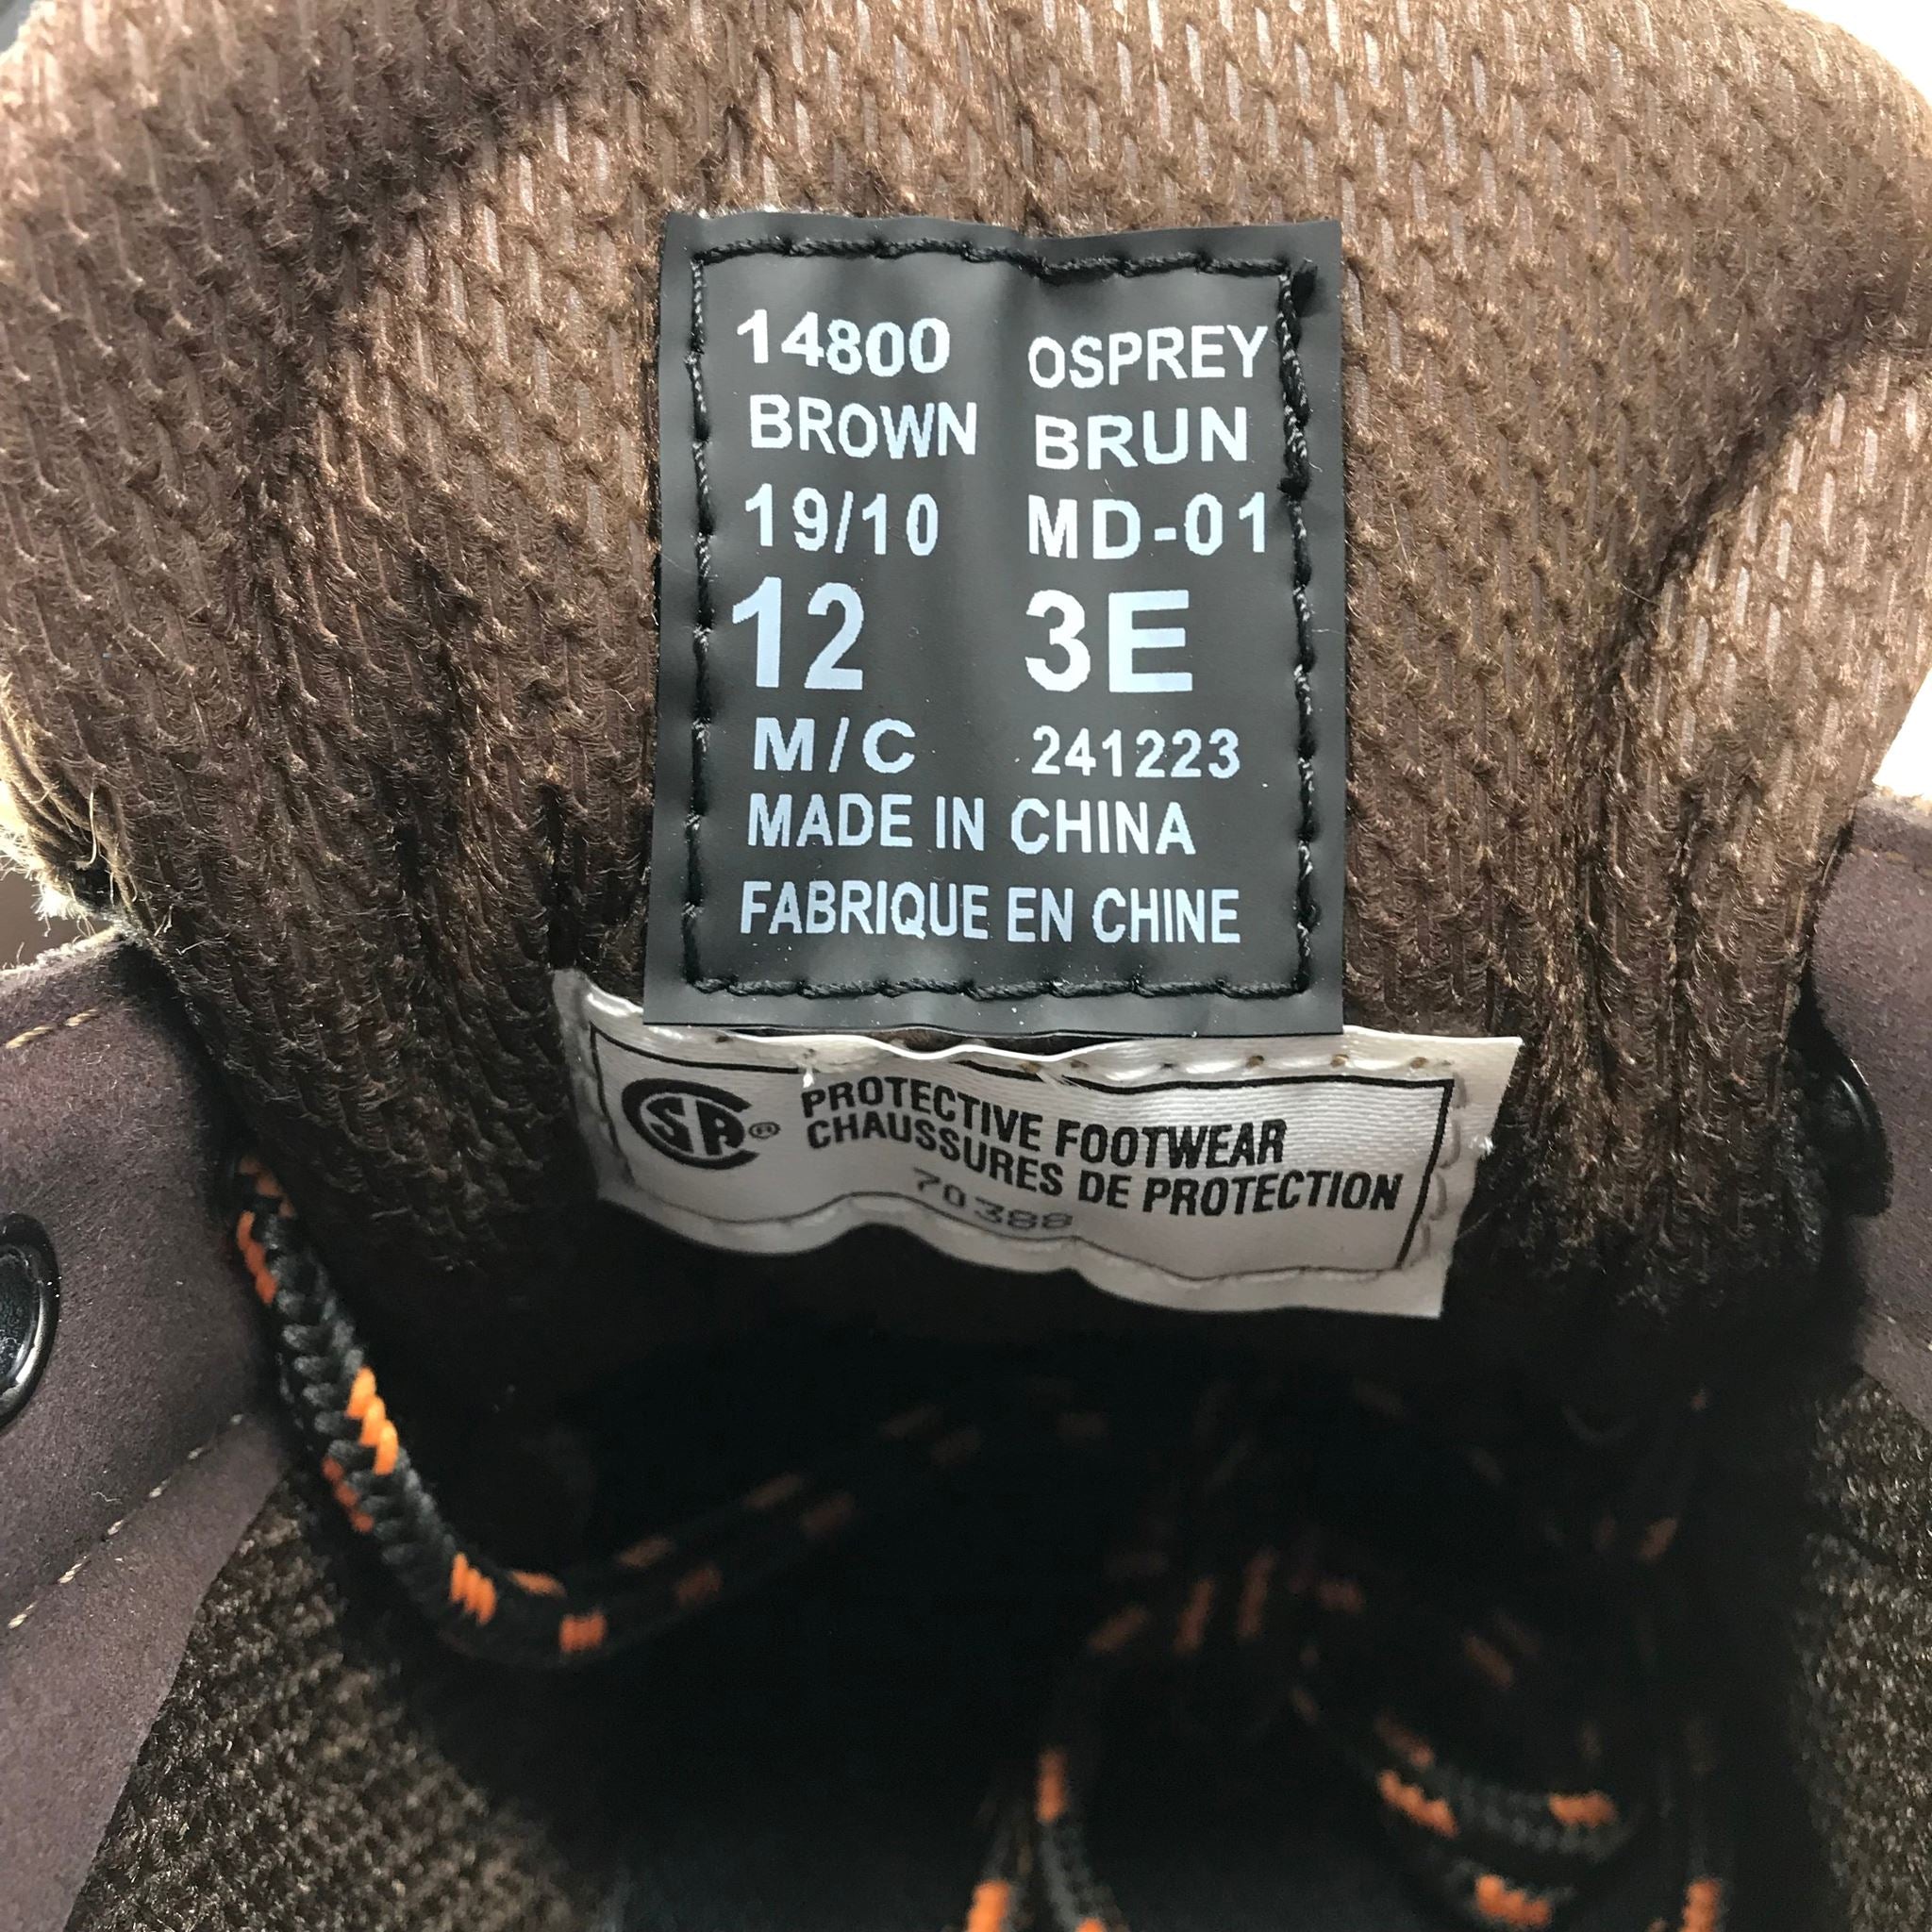 14800 OSPREY
BROWN BRUN
19/10 MD-01
12 3E
M/C 241223
MADE IN CHINA
FABRIQUE EN CHINE
CSA® PROTECTIVE FOOTWEAR
CHAUSSURES DE PROTECTION
70388